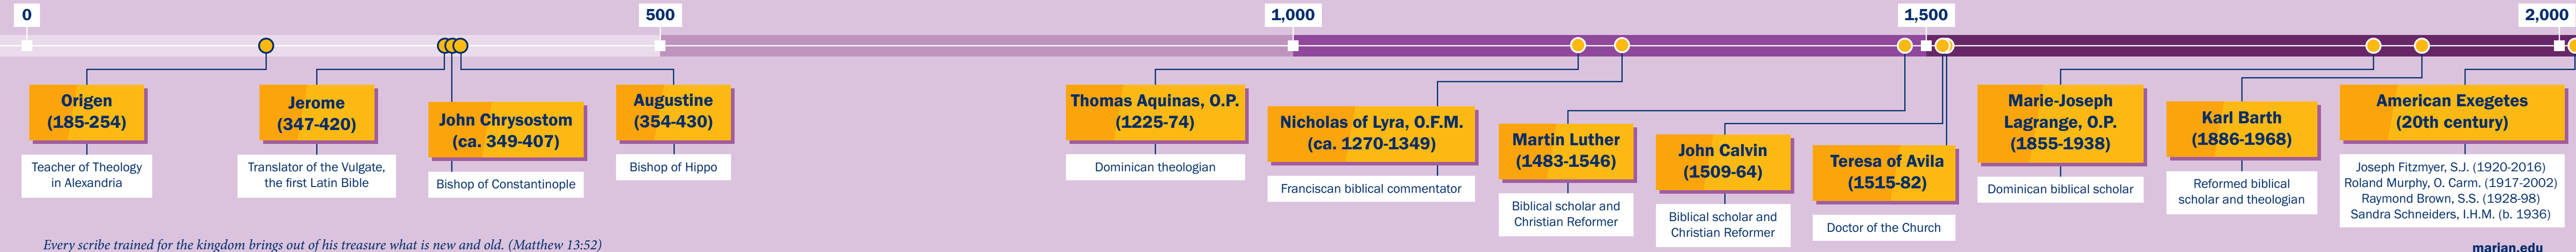 0
500
1,000
1,500
2,000
Origen
(185-254)
Teacher of Theology
in Alexandria
Jerome
(347-420)
Translator of the Vulgate,
the first Latin Bible
John Chrysostom
(ca. 349-407)
Bishop of Constantinople
Augustine
(354-430)
Bishop of Hippo
Thomas Aquinas, O.P.
(1225-74)
Dominican theologian
Nicholas of Lyra, O.F.M.
(ca. 1270-1349)
Franciscan biblical commentator
Martin Luther
(1483-1546)
Biblical scholar and
Christian Reformer
John Calvin
(1509-64)
Biblical scholar and
Christian Reformer
Teresa of Avila
(1515-82)
Doctor of the Church
Marie-Joseph
Lagrange, O.P.
(1855-1938)
Dominican biblical scholar
Karl Barth
(1886-1968)
Reformed biblical
scholar and theologian
American Exegetes
(20th century)
Joseph Fitzmyer, S.J. (1920-2016)
Roland Murphy, O. Carm. (1917-2002)
Raymond Brown, S.S. (1928-98)
Sandra Schneiders, I.H.M. (b. 1936)
Every scribe trained for the kingdom brings out of his treasure what is new and old. (Matthew 13:52)
marian.edu